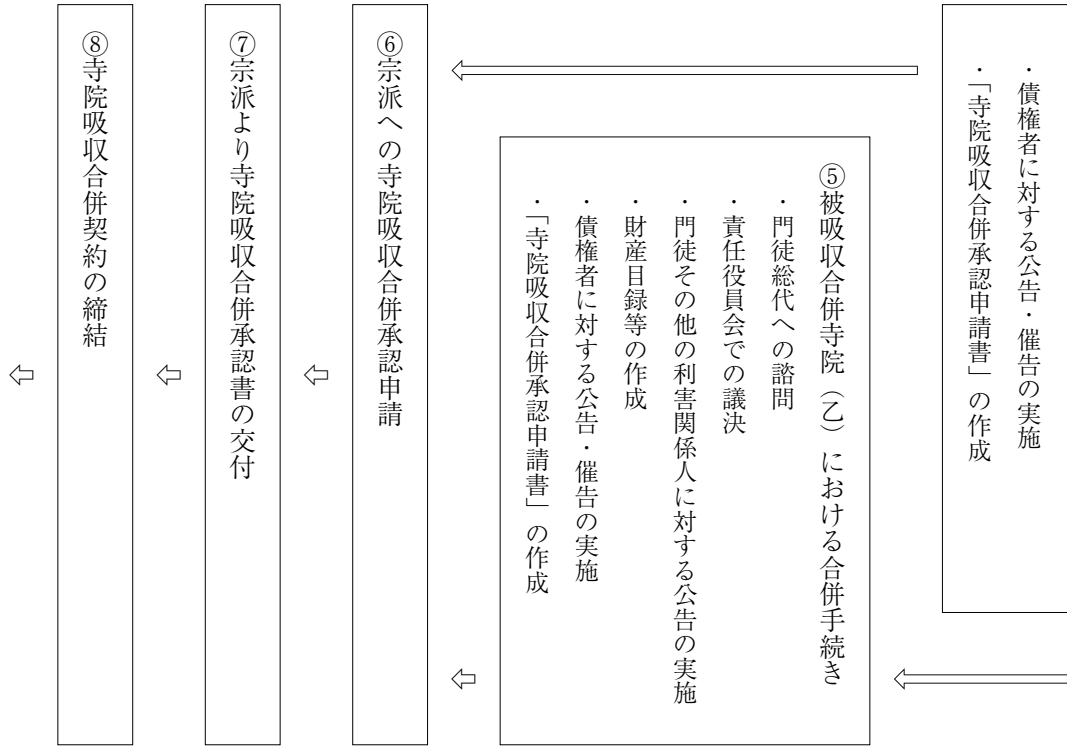 ・債権者に対する公告・催告の実施
・「寺院吸収合併承認申請書」の作成
⑤被吸収合併寺院（乙）における合併手続き
・門徒総代への諮問
・責任役員会での議決
・門徒その他の利害関係人に対する公告の実施
・財産目録等の作成
・債権者に対する公告・催告の実施
・「寺院吸収合併承認申請書」の作成
⑥宗派への寺院吸収合併承認申請
⑦宗派より寺院吸収合併承認書の交付
⑧寺院吸収合併契約の締結